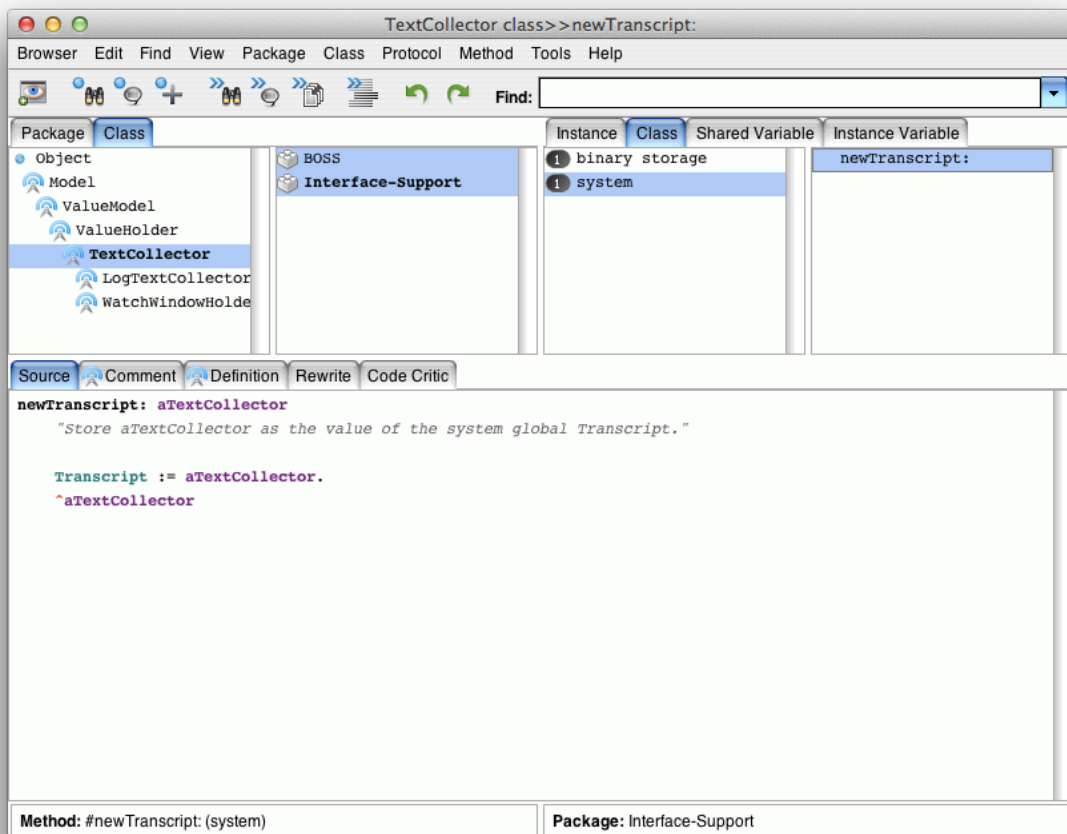 TextCollector class>>newTranscript:
Browser Edit Find View Package Class Protocol Method Tools Help
Find:
Package Class
Object
Model
ValueModel
ValueHolder
TextCollector
LogTextCollector
WatchWindowHolde
BOSS
Interface-Support
Instance Class Shared Variable Instance Variable
1 binary storage
1 system
newTranscript:
Source Comment Definition Rewrite Code Critic
newTranscript: aTextCollector
"Store aTextCollector as the value of the system global Transcript."
Transcript := aTextCollector.
^aTextCollector
Method: #newTranscript: (system)
Package: Interface-Support